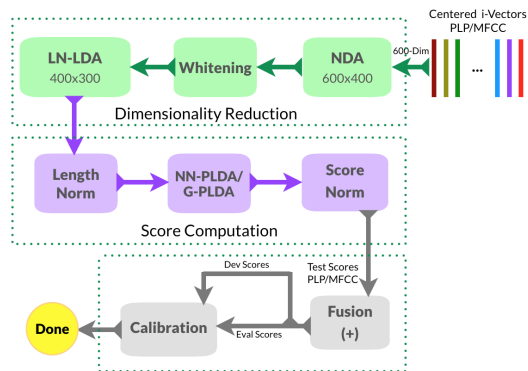 Centered i-Vectors
PLP/MFCC
600-Dim
...
NDA
600x400
Whitening
LN-LDA
400x300
Dimensionality Reduction
Length
Norm
NN-PLDA/
G-PLDA
Score
Norm
Score Computation
Test Scores
PLP/MFCC
Dev Scores
Eval Scores
Fusion
(+)
Calibration
Done